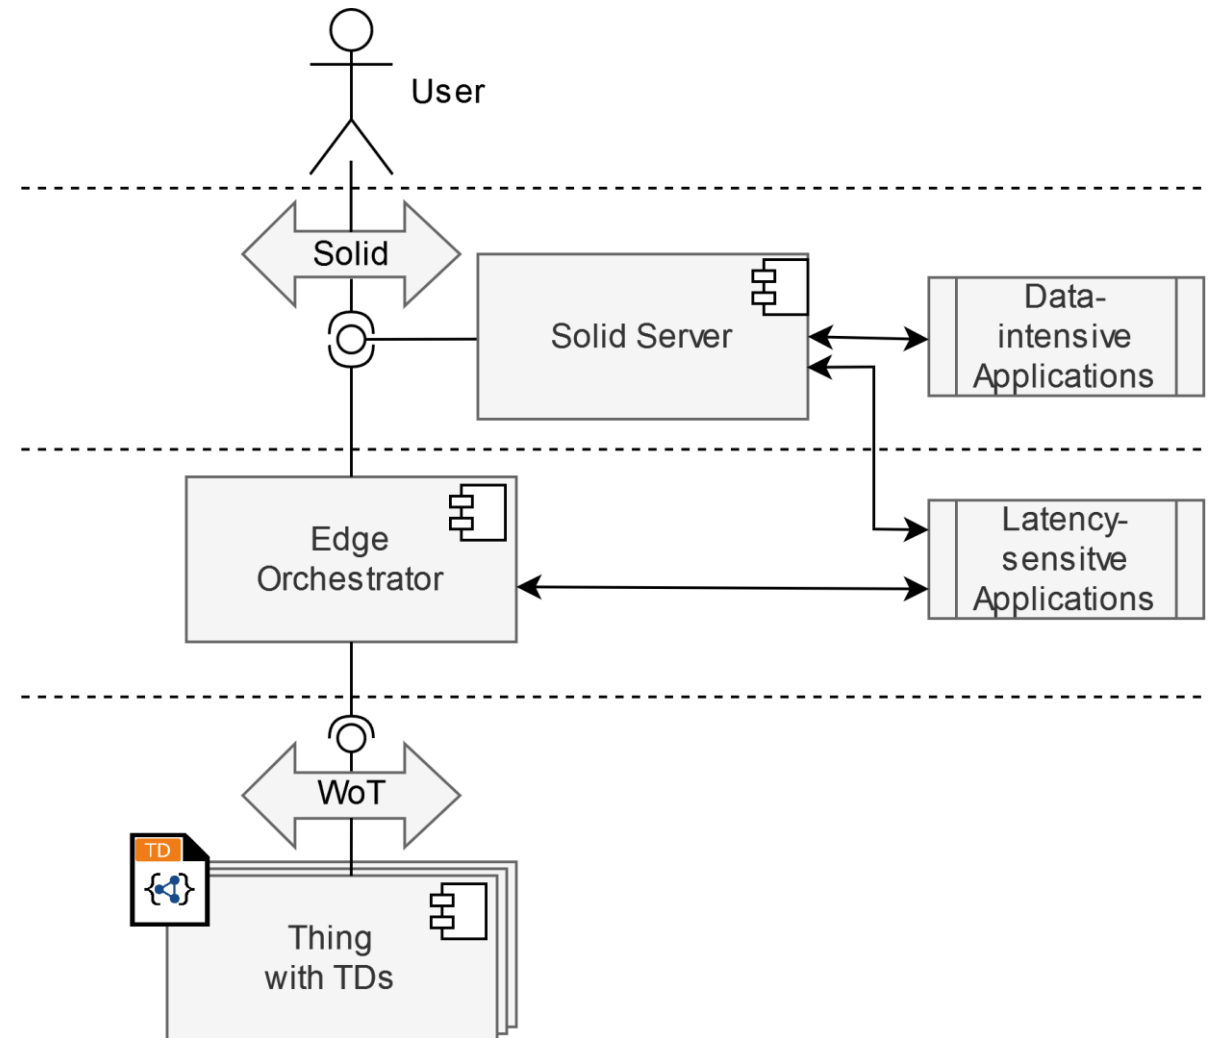 User
Solid
Solid Server
Data-
intensive
Applications
Edge
Orchestrator
Latency-
sensitve
Applications
WoT
TD
{ }
Thing
with TDs